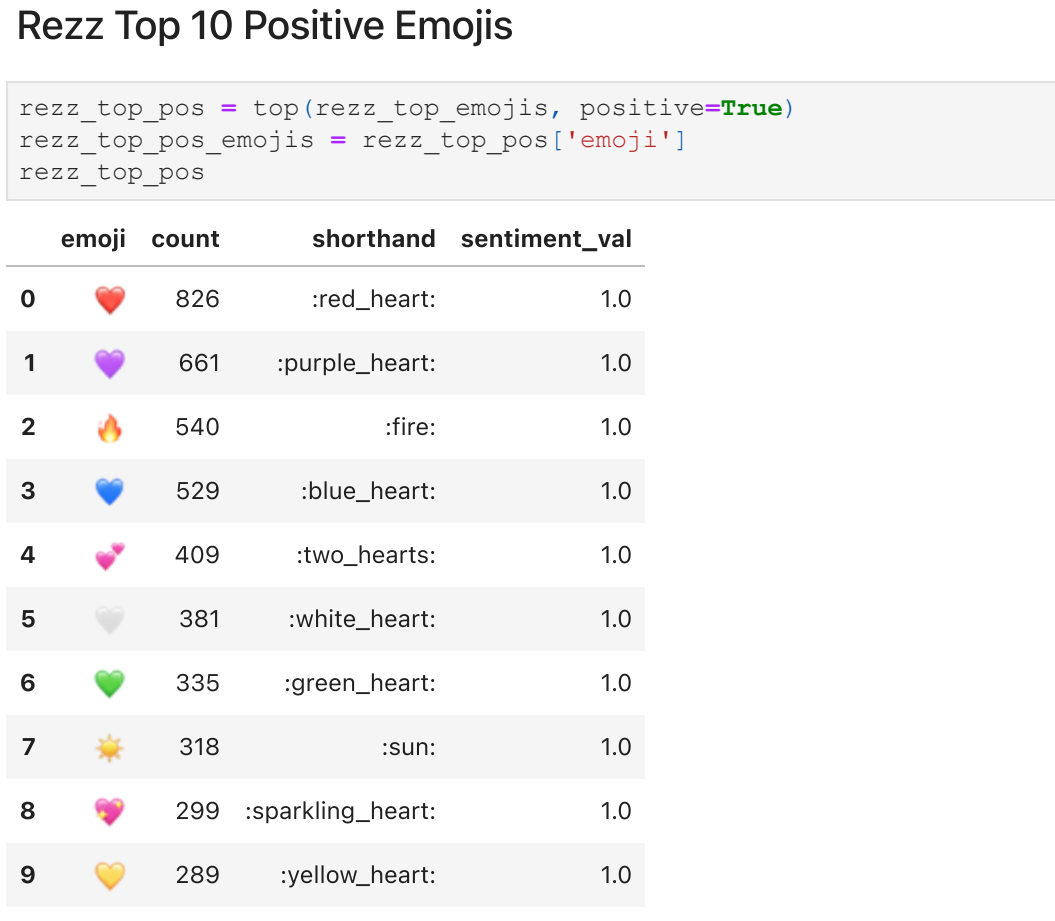 Rezz Top 10 Positive Emojis
rezz_top_pos = top(rezz_top_emojis, positive=True)
rezz_top_pos_emojis = rezz_top_pos['emoji']
rezz_top_pos
emoji count shorthand sentiment_val
0 ❤️ 826 :red_heart: 1.0
1 💜 661 :purple_heart: 1.0
2 🔥 540 :fire: 1.0
3 💙 529 :blue_heart: 1.0
4 💕 409 :two_hearts: 1.0
5 🤍 381 :white_heart: 1.0
6 💚 335 :green_heart: 1.0
7 ☀️ 318 :sun: 1.0
8 💖 299 :sparkling_heart: 1.0
9 💛 289 :yellow_heart: 1.0